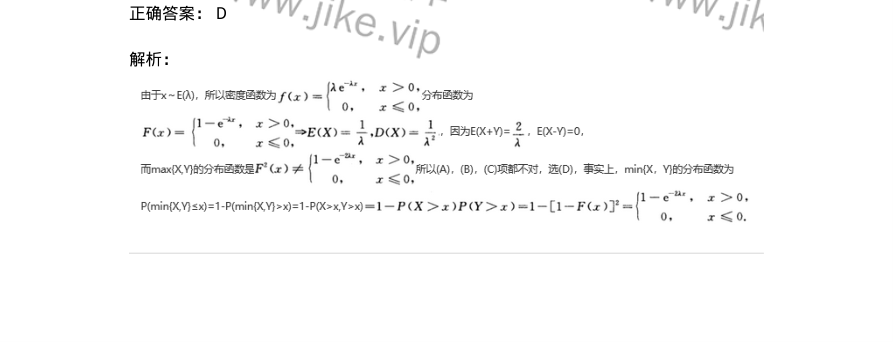 www.jike.vip
www.jik
正确答案： D
解析：
由于x~E(λ)，所以密度函数为 f(x)={λe^{-λx}, x>0, 0, x≤0, 分布函数为
F(x)={1-e^{-λx}, x>0, 0, x≤0, ⇒E(X)=1/λ,D(X)=1/λ²，因为E(X+Y)=2/λ，E(X-Y)=0,
而max{X,Y}的分布函数是F²(x)≠{1-e^{-2λx}, x>0, 0, x≤0, 所以(A)，(B)，(C)项都不对，选(D)，事实上，min{X，Y}的分布函数为
P(min{X,Y}≤x)=1-P(min{X,Y}>x)=1-P(X>x,Y>x)=1-P(X>x)P(Y>x)=1-[1-F(x)]²={1-e^{-2λx}, x>0, 0, x≤0.